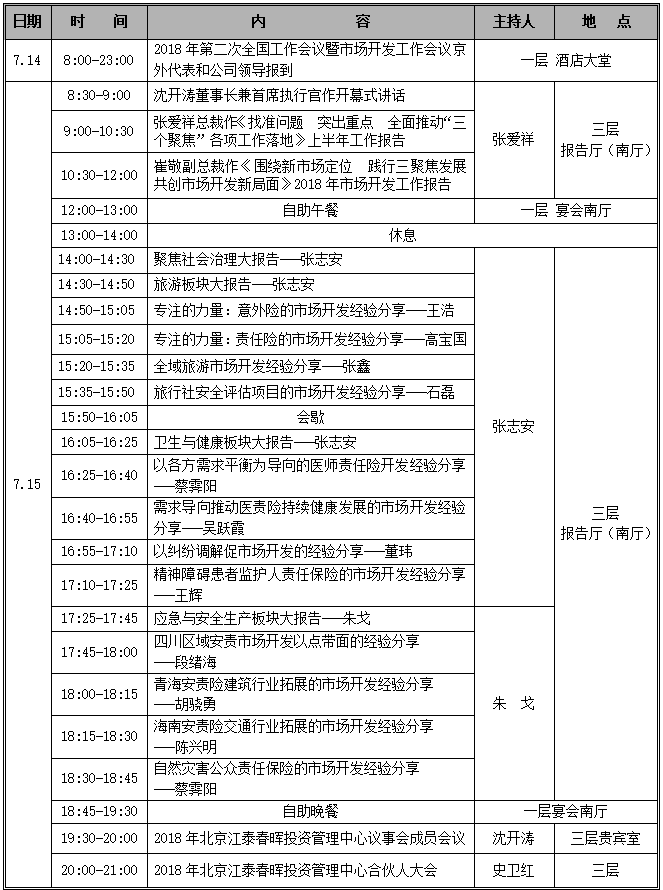 日期 时 间 内 容 主持人 地 点
7.14 8:00-23:00 2018年第二次全国工作会议暨市场开发工作会议京
外代表和公司领导报到
一层 酒店大堂
7.15
8:30-9:00 沈开涛董事长兼首席执行官作开幕式讲话
9:00-10:30 张爱祥总裁作《找准问题 突出重点 全面推动“三
个聚焦”各项工作落地》上半年工作报告
张爱祥
三层
报告厅（南厅）
10:30-12:00 崔敬副总裁作《围绕新市场定位 践行三聚焦发展
共创市场开发新局面》2018年市场开发工作报告
12:00-13:00 自助午餐 一层 宴会南厅
13:00-14:00 休息
14:00-14:30 聚焦社会治理大报告——张志安
14:30-14:50 旅游板块大报告——张志安
14:50-15:05 专注的力量：意外险的市场开发经验分享——王浩
15:05-15:20 专注的力量：责任险的市场开发经验分享——高宝国
15:20-15:35 全域旅游市场开发经验分享——张鑫
15:35-15:50 旅行社安全评估项目的市场开发经验分享——石磊
15:50-16:05 会歇
张志安
16:05-16:25 卫生与健康板块大报告——张志安
16:25-16:40 以各方需求平衡为导向的医师责任险开发经验分享
——蔡霁阳
16:40-16:55 需求导向推动医责险持续健康发展的市场开发经验
分享——吴跃霞
三层
报告厅（南厅）
16:55-17:10 以纠纷调解促市场开发的经验分享——董玮
17:10-17:25 精神障碍患者监护人责任保险的市场开发经验分享
——王辉
17:25-17:45 应急与安全生产板块大报告——朱戈
17:45-18:00 四川区域安责市场开发以点带面的经验分享
——段绪海
18:00-18:15 青海安责险建筑行业拓展的市场开发经验分享
——胡骁勇
朱 戈
18:15-18:30 海南安责险交通行业拓展的市场开发经验分享
——陈兴明
18:30-18:45 自然灾害公众责任保险的市场开发经验分享
——蔡霁阳
18:45-19:30 自助晚餐 一层宴会南厅
19:30-20:00 2018年北京江泰春晖投资管理中心议事会成员会议 沈开涛 三层贵宾室
20:00-21:00 2018年北京江泰春晖投资管理中心合伙人大会 史卫红 三层